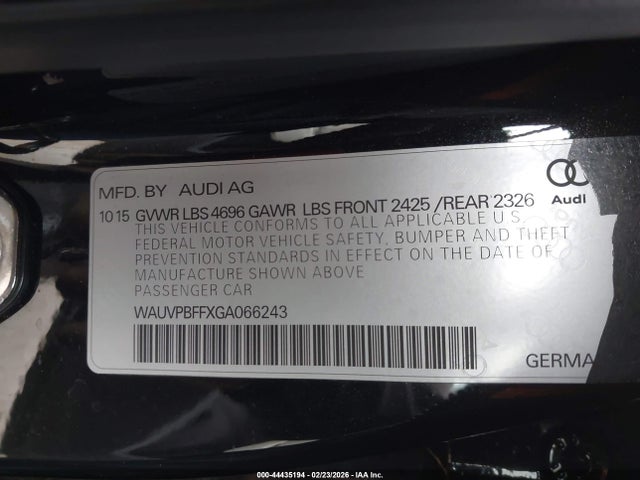 MFD. BY AUDI AG
10 15 GVWR LBS 4696 GAWR LBS FRONT 2425 /REAR 2326
THIS VEHICLE CONFORMS TO ALL APPLICABLE U.S.
FEDERAL MOTOR VEHICLE SAFETY, BUMPER AND THEFT
PREVENTION STANDARDS IN EFFECT ON THE DATE OF
MANUFACTURE SHOWN ABOVE
PASSENGER CAR
WAUVPBFFXGA066243
Audi
GERMA
000-44435194 - 02/23/2026 - IAA Inc.